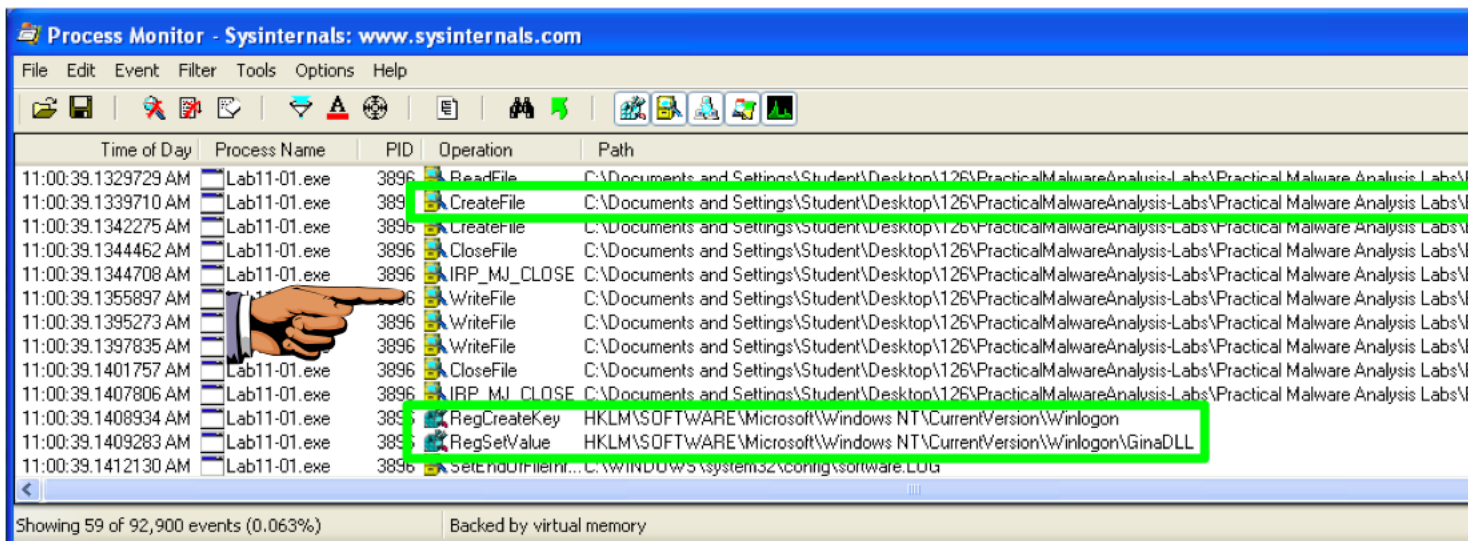 Process Monitor - Sysinternals: www.sysinternals.com
File Edit Event Filter Tools Options Help
Time of Day Process Name PID Operation Path
11:00:39.1329729 AM Lab11-01.exe 3896 ReadFile C:\Documents and Settings\Student\Desktop\126\PracticalMalwareAnalysis-Labs\Practical Malware Analysis Labs\
11:00:39.1339710 AM Lab11-01.exe 389 CreateFile C:\Documents and Settings\Student\Desktop\126\PracticalMalwareAnalysis-Labs\Practical Malware Analysis Labs\
11:00:39.1342275 AM Lab11-01.exe 3896 CreateFile C:\Documents and Settings\Student\Desktop\126\PracticalMalwareAnalysis-Labs\Practical Malware Analysis Labs\
11:00:39.1344462 AM Lab11-01.exe 3896 CloseFile C:\Documents and Settings\Student\Desktop\126\PracticalMalwareAnalysis-Labs\Practical Malware Analysis Labs\
11:00:39.1344708 AM Lab11-01.exe 3896 IRP_MJ_CLOSE C:\Documents and Settings\Student\Desktop\126\PracticalMalwareAnalysis-Labs\Practical Malware Analysis Labs\
11:00:39.1355897 AM WriteFile C:\Documents and Settings\Student\Desktop\126\PracticalMalwareAnalysis-Labs\Practical Malware Analysis Labs\
11:00:39.1395273 AM 3896 WriteFile C:\Documents and Settings\Student\Desktop\126\PracticalMalwareAnalysis-Labs\Practical Malware Analysis Labs\
11:00:39.1397835 AM 3896 WriteFile C:\Documents and Settings\Student\Desktop\126\PracticalMalwareAnalysis-Labs\Practical Malware Analysis Labs\
11:00:39.1401757 AM Lab11-01.exe 3896 CloseFile C:\Documents and Settings\Student\Desktop\126\PracticalMalwareAnalysis-Labs\Practical Malware Analysis Labs\
11:00:39.1407806 AM Lab11-01.exe 3896 IRP_MJ_CLOSE C:\Documents and Settings\Student\Desktop\126\PracticalMalwareAnalysis-Labs\Practical Malware Analysis Labs\
11:00:39.1408934 AM Lab11-01.exe 3896 RegCreateKey HKLM\SOFTWARE\Microsoft\Windows NT\CurrentVersion\Winlogon
11:00:39.1409283 AM Lab11-01.exe 3896 RegSetValue HKLM\SOFTWARE\Microsoft\Windows NT\CurrentVersion\Winlogon\GinaDLL
11:00:39.1412130 AM Lab11-01.exe 3896 SetEndOfFileInf... C:\WINDOWS\system32\config\software.LOG
Showing 59 of 92,900 events (0.063%) Backed by virtual memory